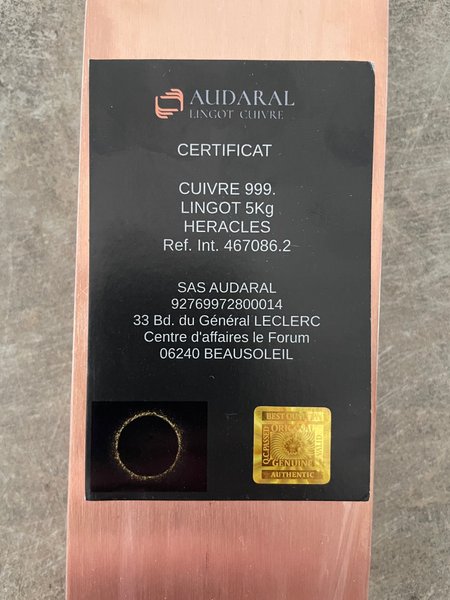 AUDARAL
LINGOT CUIVRE
CERTIFICAT
CUIVRE 999.
LINGOT 5Kg
HERACLES
Ref. Int. 467086.2
SAS AUDARAL
92769972800014
33 Bd. du Général LECLERC
Centre d'affaires le Forum
06240 BEAUSOLEIL
ORIGINAL
GENUINE
AUTHENTIC